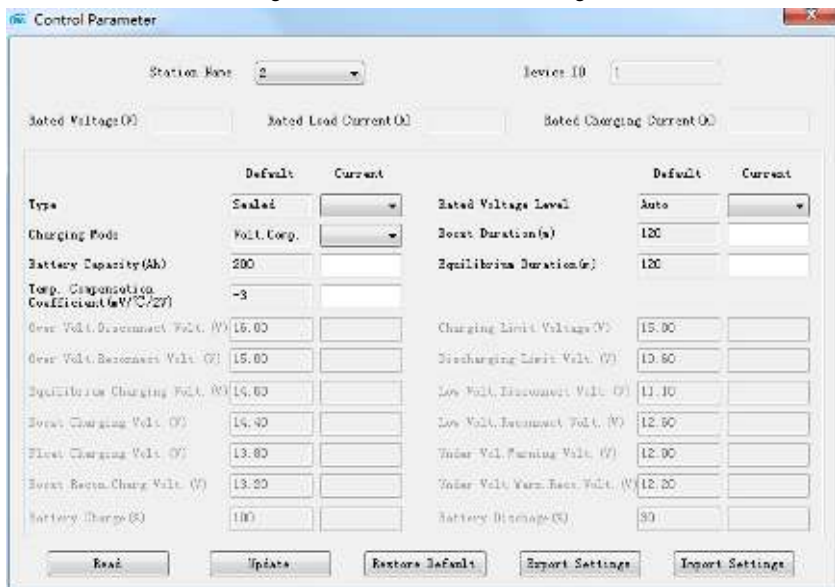 Control Parameter
Station Name 2 Device ID 1
Rated Voltage(V) Rated Load Current(A) Rated Charging Current(A)
Default Current Default Current
Type Sealed Rated Voltage Level Auto
Charging Mode Volt.Comp. Boost Duration(m) 120
Battery Capacity(Ah) 200 Equilibrium Duration(m) 120
Temp. Compensation
Coefficient(mV/℃/2V) -3
Over Volt.Disconnect Volt.(V) 16.00 Charging Limit Voltage(V) 15.00
Over Volt.Reconnect Volt.(V) 15.00 Discharging Limit Volt.(V) 10.60
Equilibrium Charging Volt.(V) 14.60 Low Volt.Disconnect Volt.(V) 11.10
Boost Charging Volt.(V) 14.40 Low Volt.Reconnect Volt.(V) 12.60
Float Charging Volt.(V) 13.80 Under Vol.Warning Volt.(V) 12.00
Boost Recon.Charg.Volt.(V) 13.20 Under Volt.Warn.Reco.Volt.(V) 12.20
Battery Charge(%) 100 Battery Dischage(%) 30
Read Update Restore Default Export Settings Import Settings